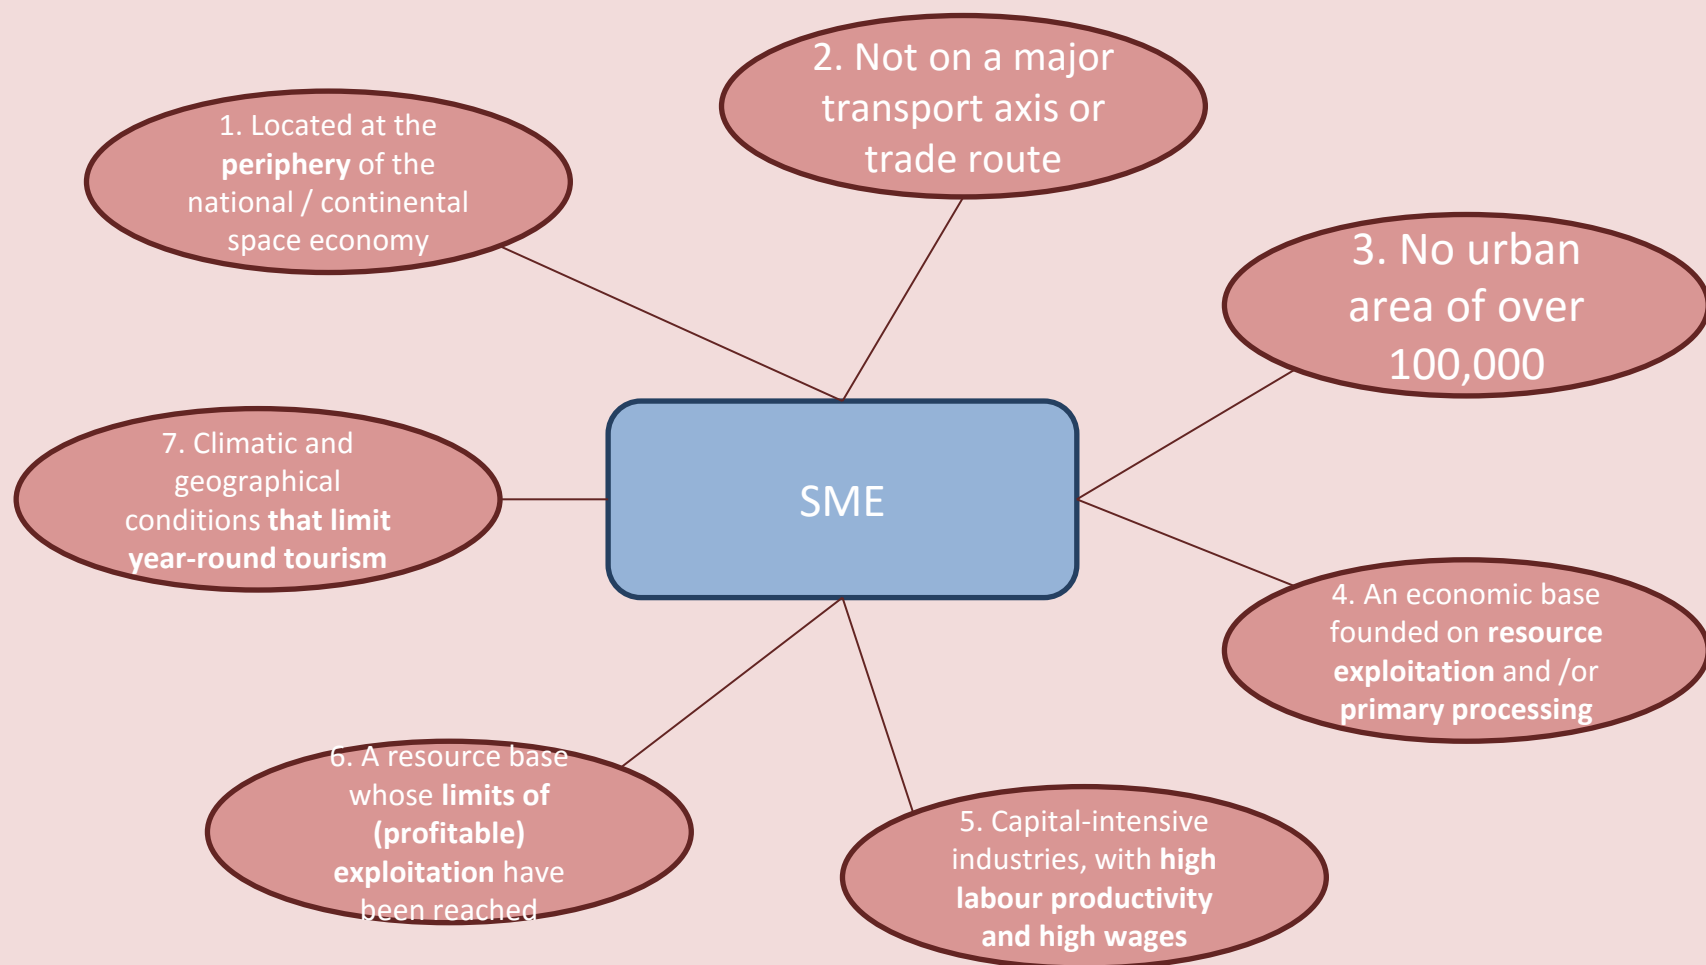 1. Located at the
periphery of the
national / continental
space economy
2. Not on a major
transport axis or
trade route
3. No urban
area of over
100,000
SME
7. Climatic and
geographical
conditions that limit
year-round tourism
4. An economic base
founded on resource
exploitation and /or
primary processing
6. A resource base
whose limits of
(profitable)
exploitation have
been reached
5. Capital-intensive
industries, with high
labour productivity
and high wages